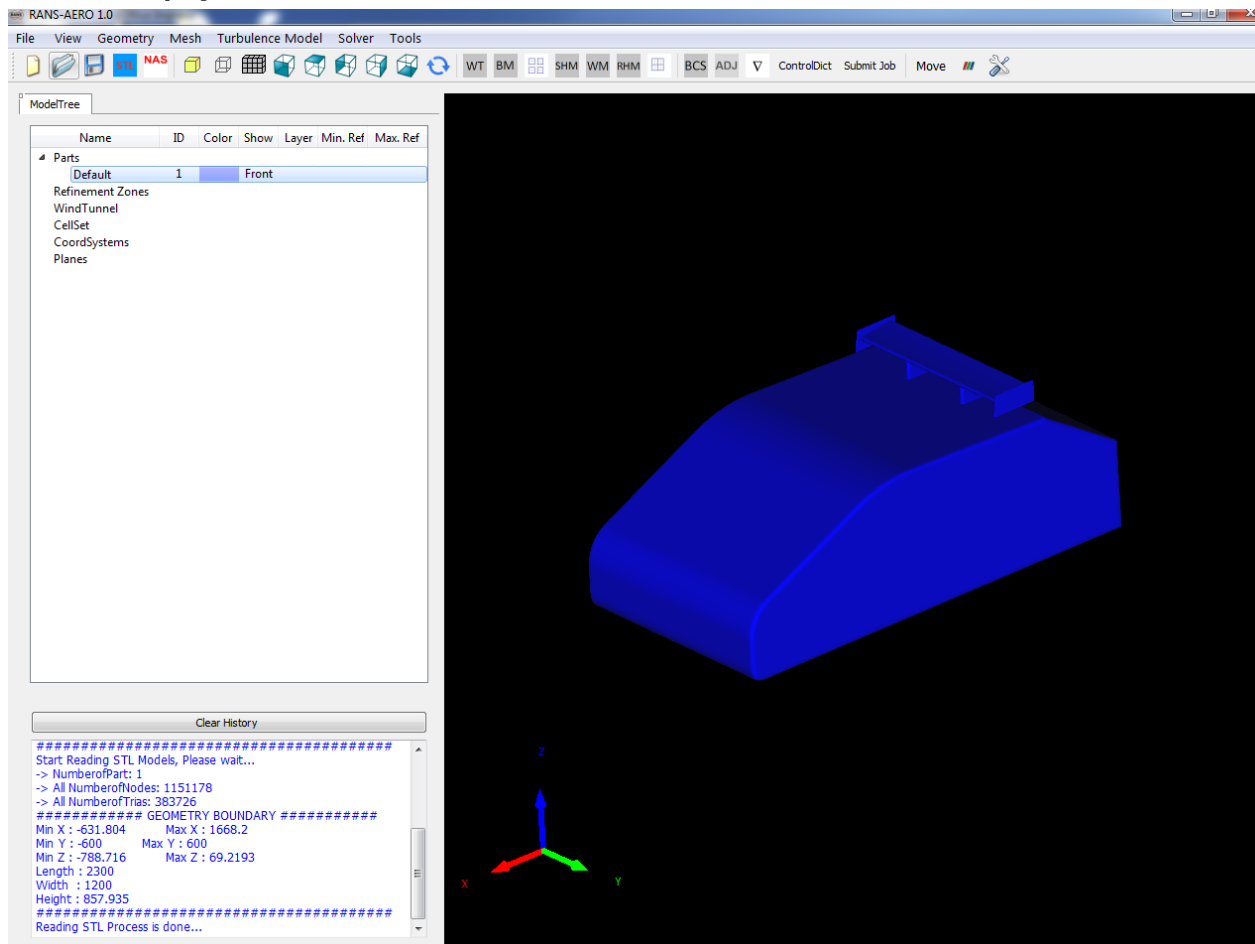 RANS-AERO 1.0
File View Geometry Mesh Turbulence Model Solver Tools
STL NAS WT BM SHM WM RHM BCS ADJ ∇ ControlDict Submit Job Move
ModelTree
Name ID Color Show Layer Min. Ref Max. Ref
Parts
Default 1 Front
Refinement Zones
WindTunnel
CellSet
CoordSystems
Planes
Clear History
########################################
Start Reading STL Models, Please wait...
-> NumberofPart: 1
-> All NumberofNodes: 1151178
-> All NumberofTrias: 383726
############ GEOMETRY BOUNDARY ###########
Min X : -631.804 Max X : 1668.2
Min Y : -600 Max Y : 600
Min Z : -788.716 Max Z : 69.2193
Length : 2300
Width : 1200
Height : 857.935
########################################
Reading STL Process is done...
Z
X
Y